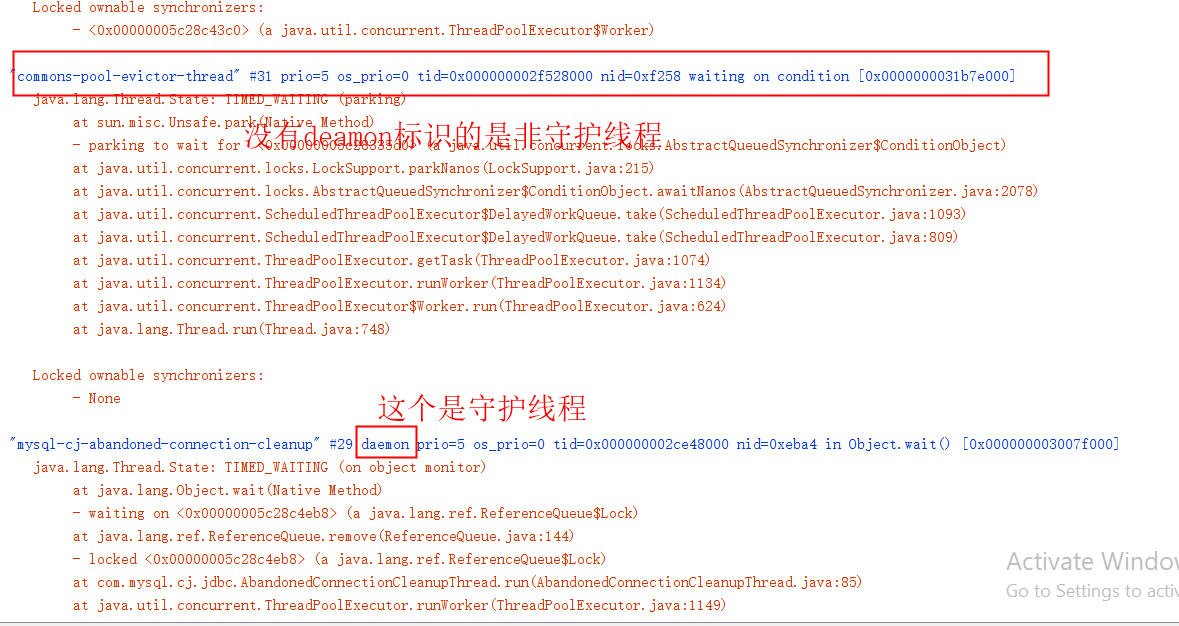 Locked ownable synchronizers:
- <0x00000005c28c43c0> (a java.util.concurrent.ThreadPoolExecutor$Worker)
"commons-pool-evictor-thread" #31 prio=5 os_prio=0 tid=0x000000002f528000 nid=0xf258 waiting on condition [0x0000000031b7e000]
java.lang.Thread.State: TIMED_WAITING (parking)
at sun.misc.Unsafe.park(Native Method)
没有deamon标识的是非守护线程
- parking to wait for (a java.util.concurrent.locks.AbstractQueuedSynchronizer$ConditionObject)
at java.util.concurrent.locks.LockSupport.parkNanos(LockSupport.java:215)
at java.util.concurrent.locks.AbstractQueuedSynchronizer$ConditionObject.awaitNanos(AbstractQueuedSynchronizer.java:2078)
at java.util.concurrent.ScheduledThreadPoolExecutor$DelayedWorkQueue.take(ScheduledThreadPoolExecutor.java:1093)
at java.util.concurrent.ScheduledThreadPoolExecutor$DelayedWorkQueue.take(ScheduledThreadPoolExecutor.java:809)
at java.util.concurrent.ThreadPoolExecutor.getTask(ThreadPoolExecutor.java:1074)
at java.util.concurrent.ThreadPoolExecutor.runWorker(ThreadPoolExecutor.java:1134)
at java.util.concurrent.ThreadPoolExecutor$Worker.run(ThreadPoolExecutor.java:624)
at java.lang.Thread.run(Thread.java:748)
Locked ownable synchronizers:
- None
这个是守护线程
"mysql-cj-abandoned-connection-cleanup" #29 daemon prio=5 os_prio=0 tid=0x000000002ce48000 nid=0xeba4 in Object.wait() [0x000000003007f000]
java.lang.Thread.State: TIMED_WAITING (on object monitor)
at java.lang.Object.wait(Native Method)
- waiting on <0x00000005c28c4eb8> (a java.lang.ref.ReferenceQueue$Lock)
at java.lang.ref.ReferenceQueue.remove(ReferenceQueue.java:144)
- locked <0x00000005c28c4eb8> (a java.lang.ref.ReferenceQueue$Lock)
at com.mysql.cj.jdbc.AbandonedConnectionCleanupThread.run(AbandonedConnectionCleanupThread.java:85)
at java.util.concurrent.ThreadPoolExecutor.runWorker(ThreadPoolExecutor.java:1149)
Activate Window
Go to Settings to activ